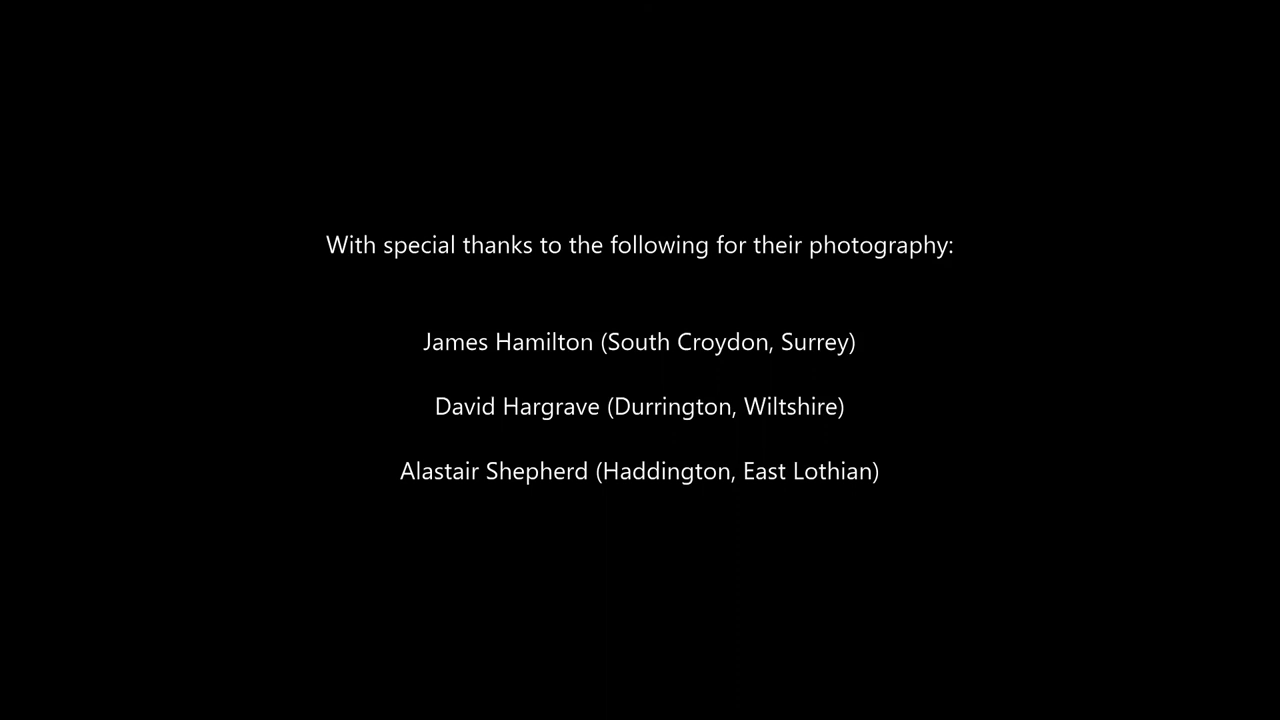 With special thanks to the following for their photography:
James Hamilton (South Croydon, Surrey)
David Hargrave (Durrington, Wiltshire)
Alastair Shepherd (Haddington, East Lothian)